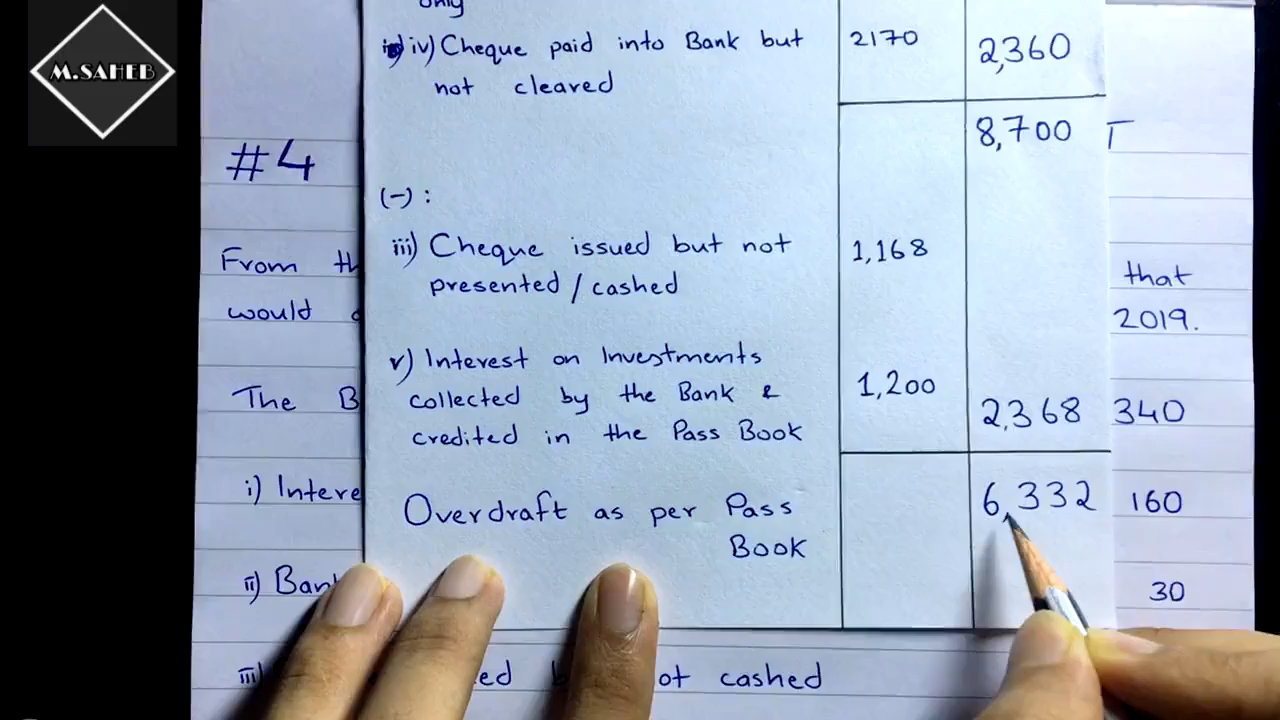 M.SAHEB
only
iv) Cheque paid into Bank but 2170 2,360
not cleared
8,700 T
#4
(-) :
iii) Cheque issued but not 1,168
presented / cashed
From th that
would 2019.
v) Interest on Investments
collected by the Bank & 1,200
credited in the Pass Book 2,368
The B 340
i) Intere 160
Overdraft as per Pass 6,332
Book
ii) Bank 30
iii) ed ot cashed